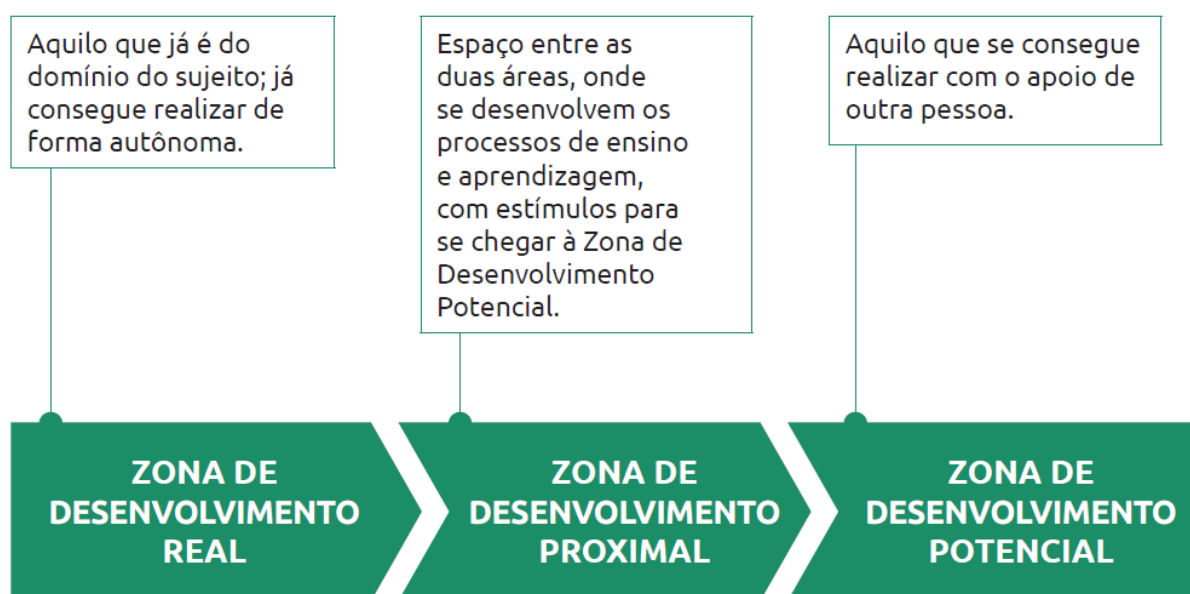 Aquilo que já é do
domínio do sujeito; já
consegue realizar de
forma autônoma.
Espaço entre as
duas áreas, onde
se desenvolvem os
processos de ensino
e aprendizagem,
com estímulos para
se chegar à Zona de
Desenvolvimento
Potencial.
Aquilo que se consegue
realizar com o apoio de
outra pessoa.
ZONA DE
DESENVOLVIMENTO
REAL
ZONA DE
DESENVOLVIMENTO
PROXIMAL
ZONA DE
DESENVOLVIMENTO
POTENCIAL